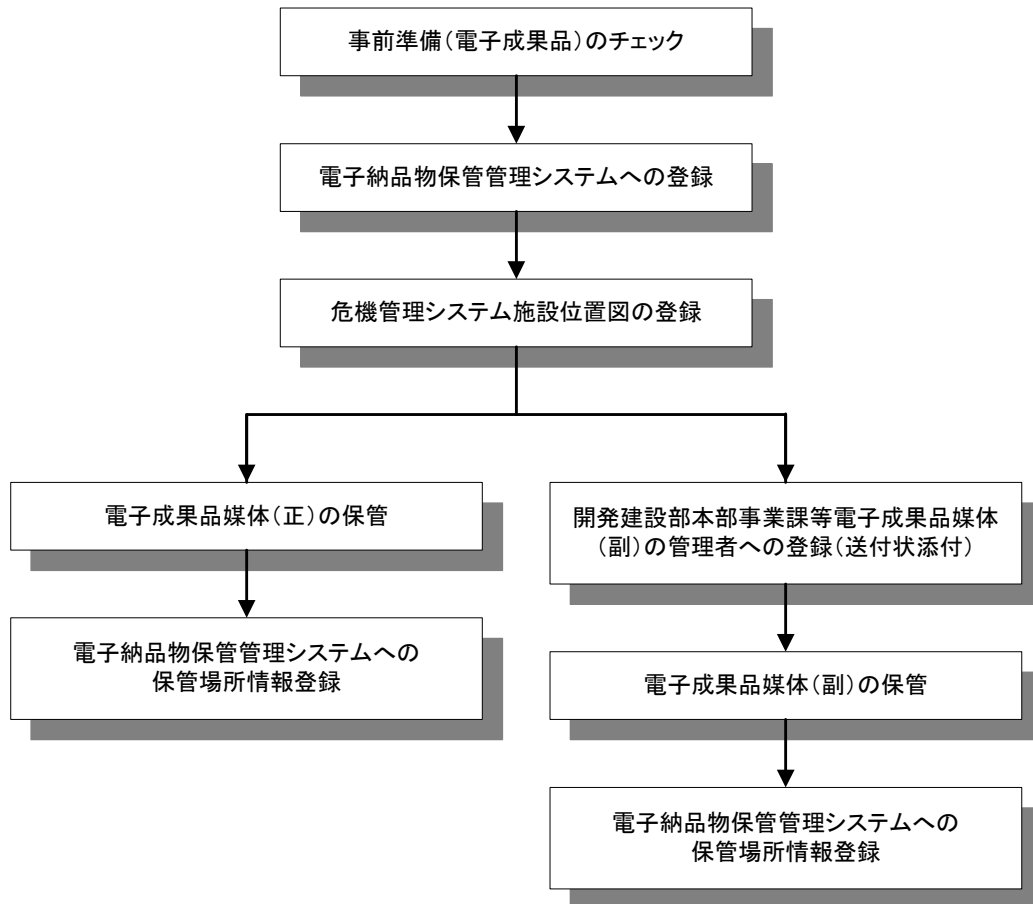 事前準備(電子成果品)のチェック
電子納品物保管管理システムへの登録
危機管理システム施設位置図の登録
電子成果品媒体(正)の保管
電子納品物保管管理システムへの
保管場所情報登録
開発建設部本部事業課等電子成果品媒体
(副)の管理者への登録(送付状添付)
電子成果品媒体(副)の保管
電子納品物保管管理システムへの
保管場所情報登録